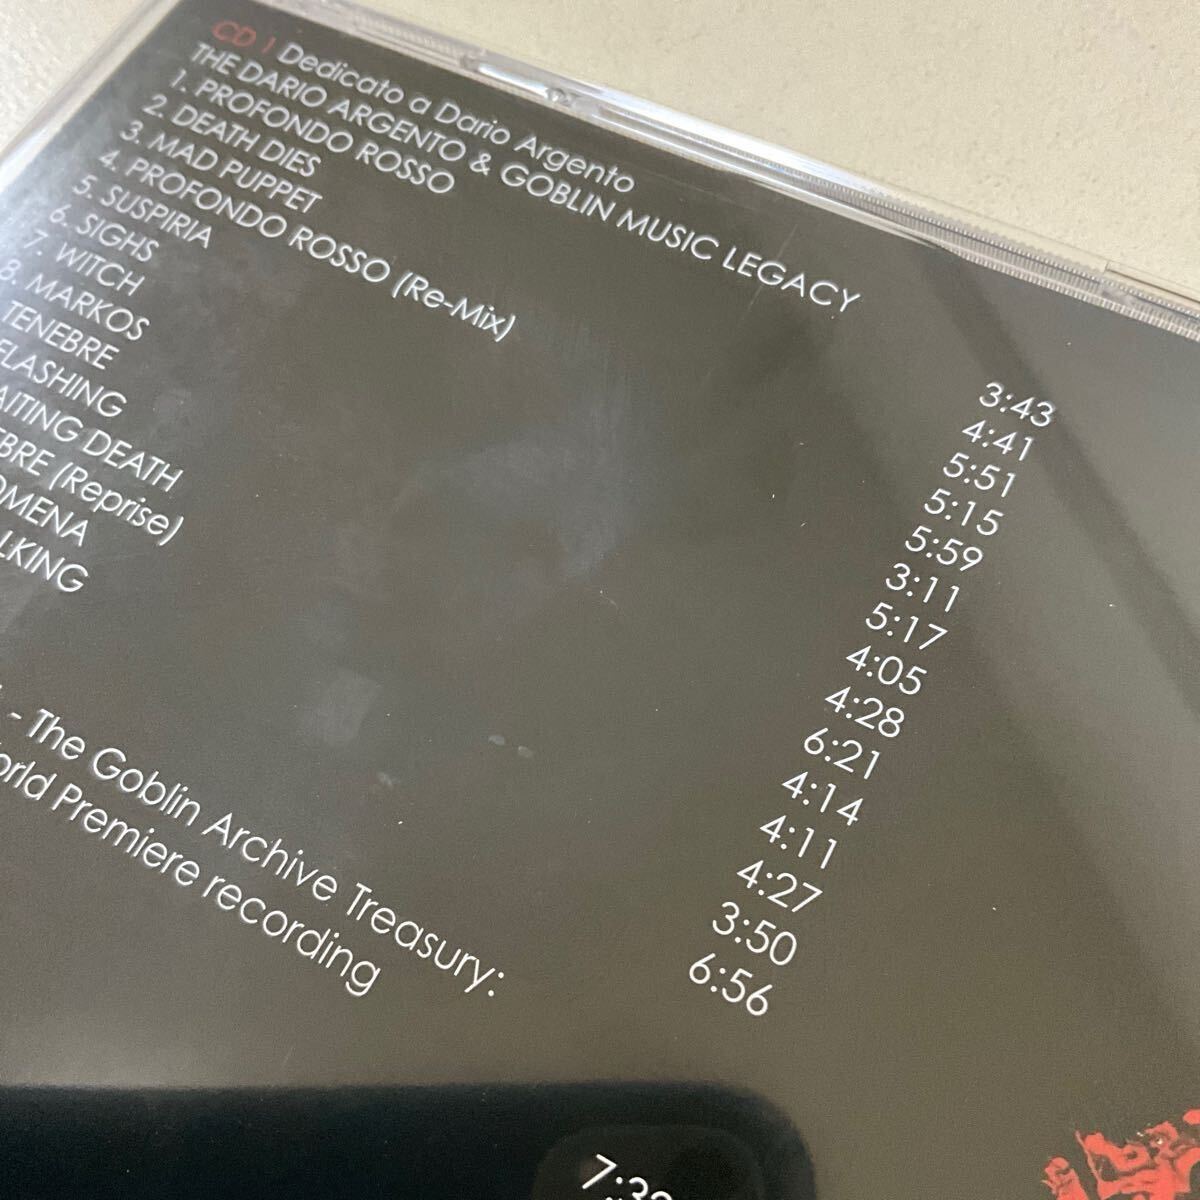 CD 1 Dedicato a Dario Argento
THE DARIO ARGENTO & GOBLIN MUSIC LEGACY
1. PROFONDO ROSSO
2. DEATH DIES
3. MAD PUPPET
4. PROFONDO ROSSO (Re-Mix)
5. SUSPIRIA
6. SIGHS
7. WITCH
8. MARKOS
TENEBRE
FLASHING
AITING DEATH
EBRE (Reprise)
OMENA
LKING
3:43
4:41
5:51
5:15
5:59
3:11
5:17
4:05
4:28
6:21
4:14
4:11
4:27
3:50
6:56
- The Goblin Archive Treasury:
orld Premiere recording